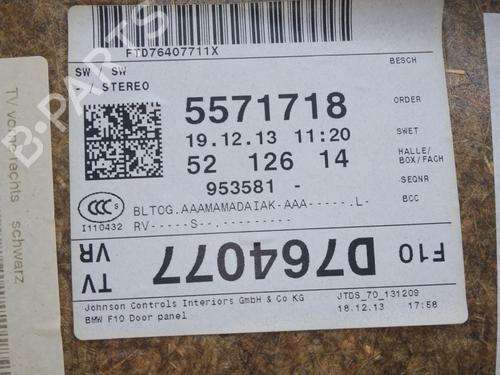 FTD76407711X
BESCH
SW / SW
- / STEREO
5571718
ORDER
19.12.13 11:20
SWET
52 126 14
HALLE/
BOX/FACH
953581 -
SEQNR
BLTOG.AAAMAMADAIAK-AAA------.L-
BCC
RV-----S--.---------
CCC S
I110432
TV
VR
D764077
F10
Johnson Controls Interiors GmbH & Co KG
JTDS_70_131209
BMW F10 Door panel
18.12.13
17:58
TV vorne rechts schwarz
B-PARTS